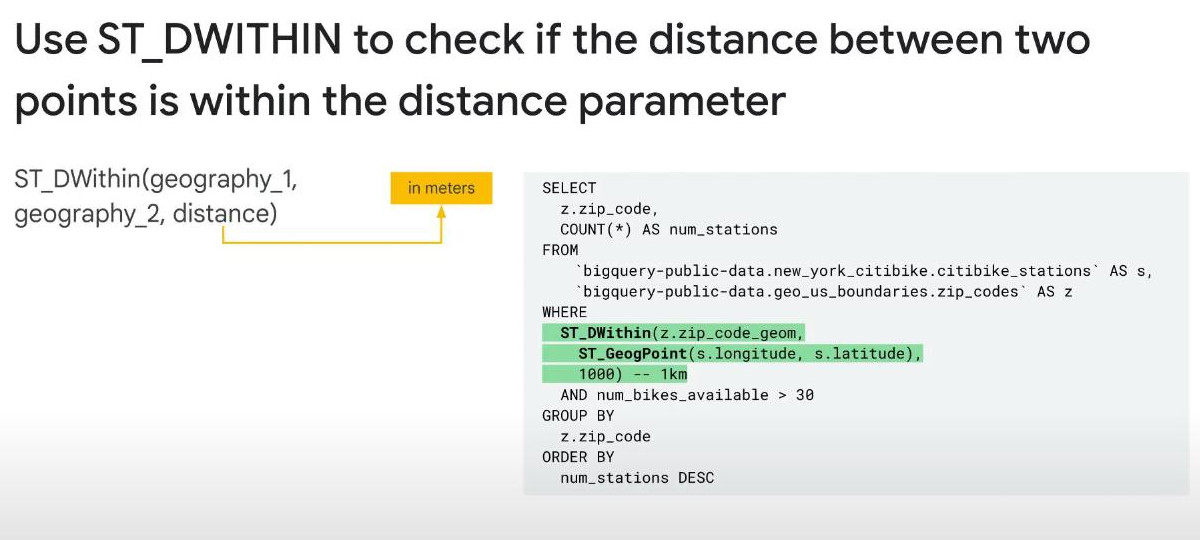 Use ST_DWITHIN to check if the distance between two
points is within the distance parameter
ST_DWithin(geography_1,
geography_2, distance)
in meters
SELECT
z.zip_code,
COUNT(*) AS num_stations
FROM
`bigquery-public-data.new_york_citibike.citibike_stations` AS s,
`bigquery-public-data.geo_us_boundaries.zip_codes` AS z
WHERE
ST_DWithin(z.zip_code_geom,
ST_GeogPoint(s.longitude, s.latitude),
1000) -- 1km
AND num_bikes_available > 30
GROUP BY
z.zip_code
ORDER BY
num_stations DESC